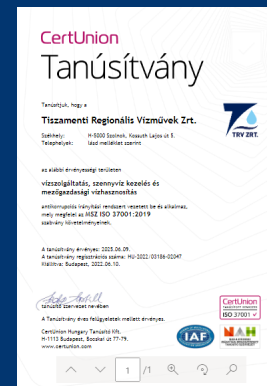 CertUnion
Tanúsítvány
Tanúsítjuk, hogy a
Tiszamenti Regionális Vízművek Zrt.
Székhely: H-5000 Szolnok, Kossuth Lajos út 5.
Telephelyek: lásd melléklet szerint
TRV ZRT.
az alábbi érvényességi területen
vízszolgáltatás, szennyvíz kezelés és
mezőgazdasági vízhasznosítás
antikorrupciós irányítási rendszert vezetett be és alkalmaz,
mely megfelel az MSZ ISO 37001:2019
szabvány követelményeinek.
A tanúsítvány érvényes: 2025.06.09.
A tanúsítvány regisztrációs száma: HU-2022/03186-02047
Kiállítva: Budapest, 2022.06.10.
tanúsító szervezet nevében
A Tanúsítvány éves felügyeletek mellett érvényes.
CertUnion Hungary Tanúsító Kft.
H-1113 Budapest, Bocskai út 77-79.
www.certunion.com
CertUnion
ISO 37001 ✓
IAF
NAH
1 /1